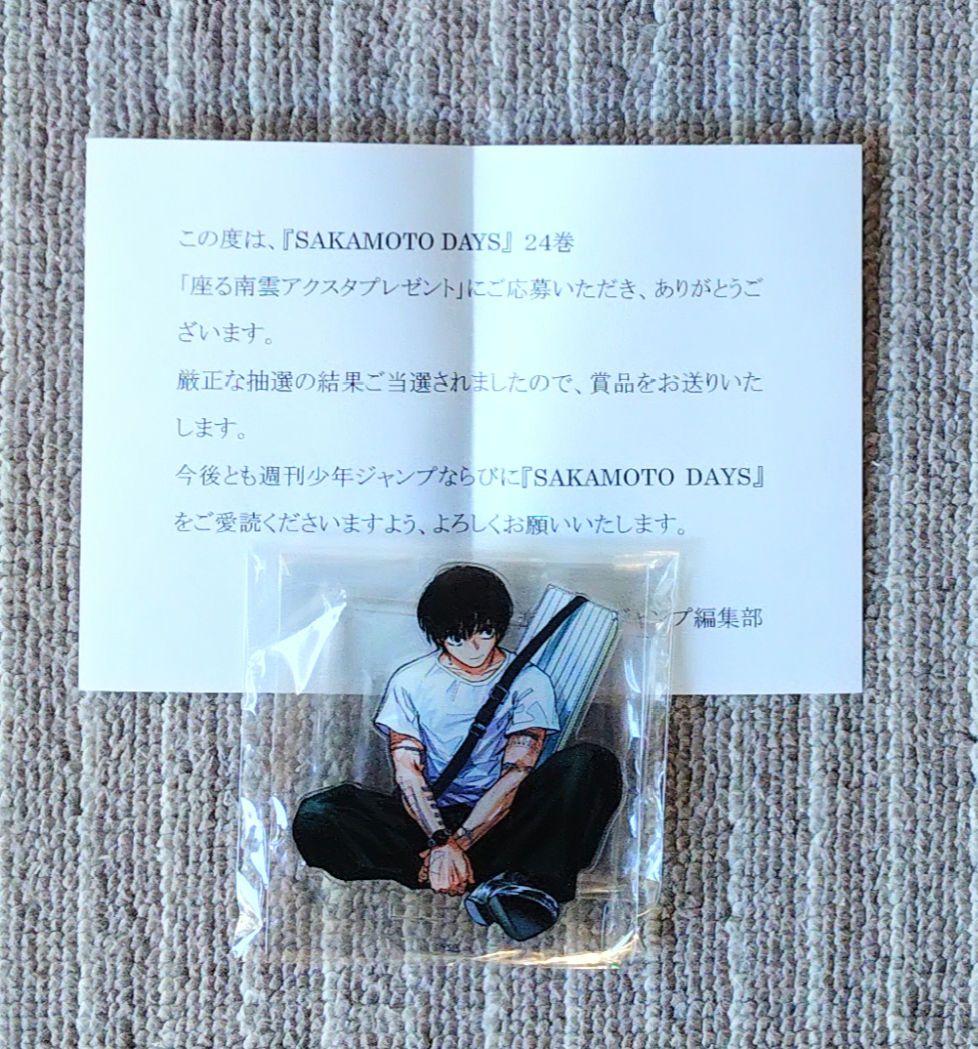 この度は、『SAKAMOTO DAYS』 24巻
「座る南雲アクスタプレゼント」にご応募いただき、ありがとうご
ざいます。
厳正な抽選の結果ご当選されましたので、賞品をお送りいた
します。
今後とも週刊少年ジャンプならびに『SAKAMOTO DAYS』
をご愛読くださいますよう、よろしくお願いいたします。
ジャンプ編集部